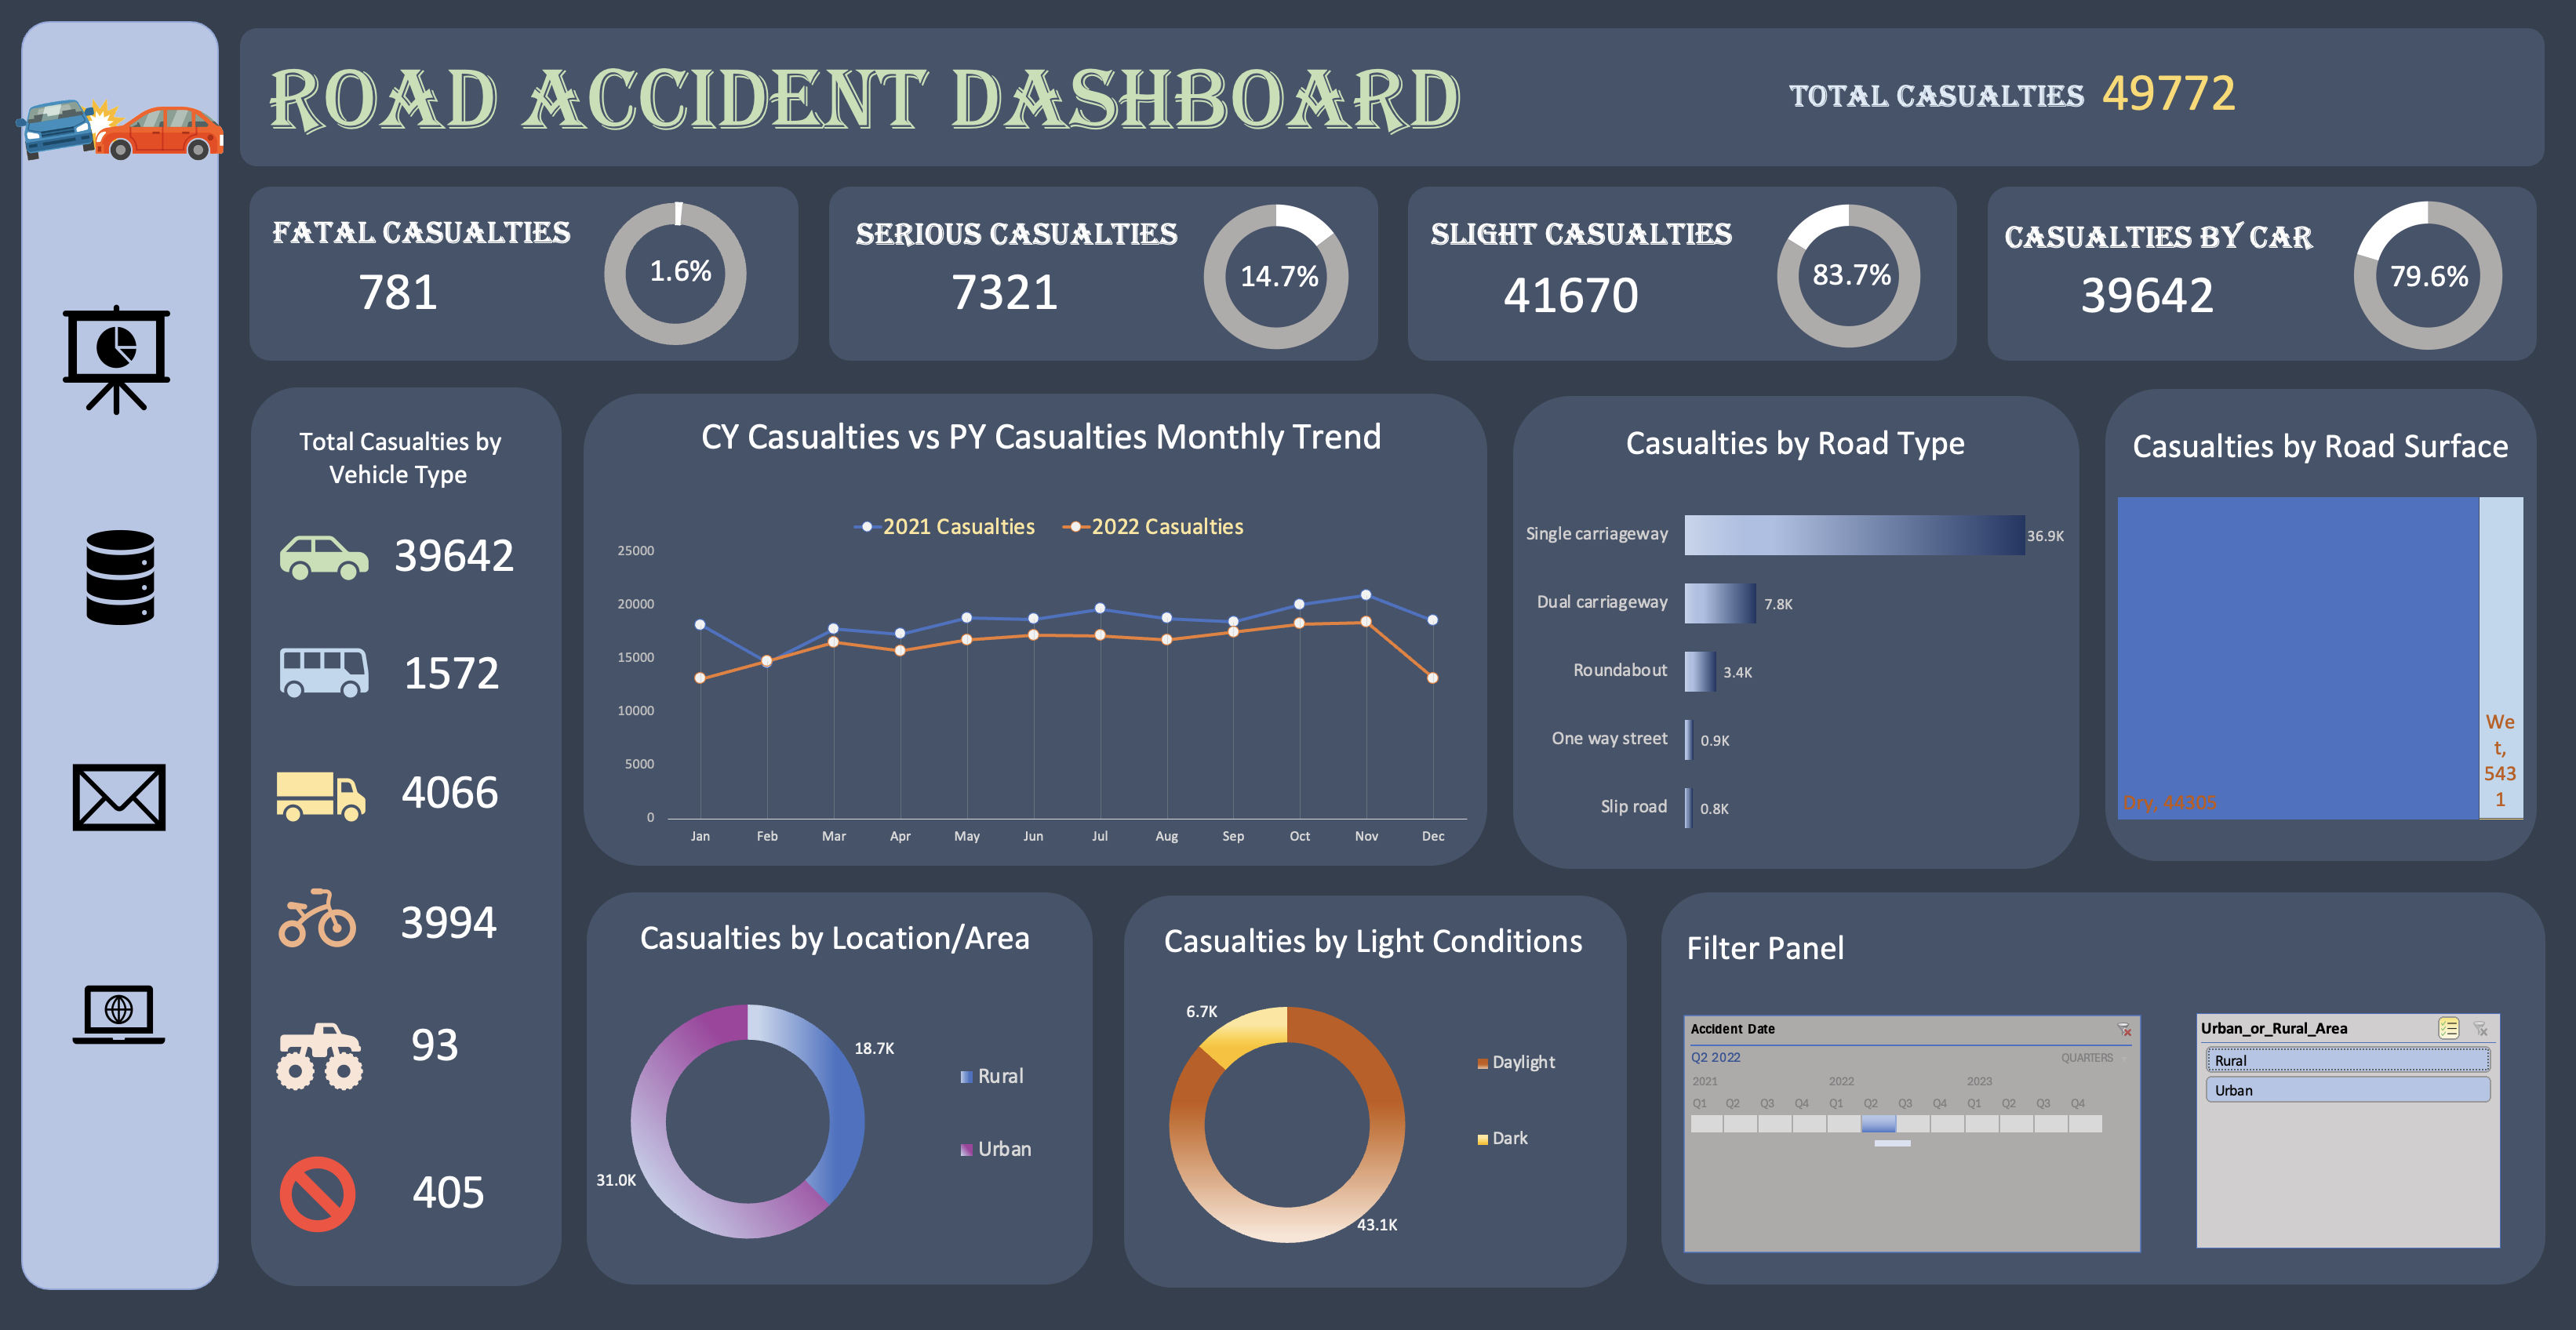 ROAD ACCIDENT DASHBOARD
TOTAL CASUALTIES 49772
FATAL CASUALTIES
781
1.6%
SERIOUS CASUALTIES
7321
14.7%
SLIGHT CASUALTIES
41670
83.7%
CASUALTIES BY CAR
39642
79.6%
Total Casualties by
Vehicle Type
39642
1572
4066
3994
93
405
CY Casualties vs PY Casualties Monthly Trend
2021 Casualties
2022 Casualties
25000
20000
15000
10000
5000
0
Jan
Feb
Mar
Apr
May
Jun
Jul
Aug
Sep
Oct
Nov
Dec
Casualties by Road Type
Single carriageway
36.9K
Dual carriageway
7.8K
Roundabout
3.4K
One way street
0.9K
Slip road
0.8K
Casualties by Road Surface
Dry, 44305
We
t,
543
1
Casualties by Location/Area
18.7K
31.0K
Rural
Urban
Casualties by Light Conditions
6.7K
43.1K
Daylight
Dark
Filter Panel
Accident Date
Q2 2022
QUARTERS
2021 2022 2023
Q1 Q2 Q3 Q4 Q1 Q2 Q3 Q4 Q1 Q2 Q3 Q4
Urban_or_Rural_Area
Rural
Urban